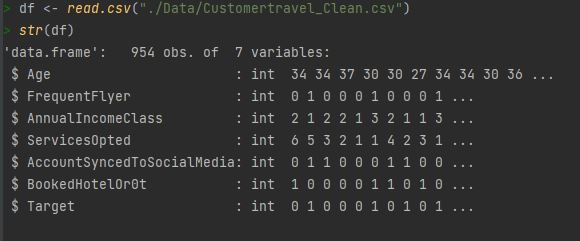 > df <- read.csv("./Data/Customertravel_Clean.csv")
> str(df)
'data.frame':   954 obs. of  7 variables:
 $ Age                       : int  34 34 37 30 30 27 34 34 30 36 ...
 $ FrequentFlyer             : int  0 1 0 0 0 1 0 0 0 1 ...
 $ AnnualIncomeClass         : int  2 1 2 2 1 3 2 1 1 3 ...
 $ ServicesOpted             : int  6 5 3 2 1 1 4 2 3 1 ...
 $ AccountSyncedToSocialMedia: int  0 1 1 0 0 0 1 1 0 0 ...
 $ BookedHotelOr0t           : int  1 0 0 0 0 1 1 0 1 0 ...
 $ Target                    : int  0 1 0 0 0 1 0 1 0 1 ...